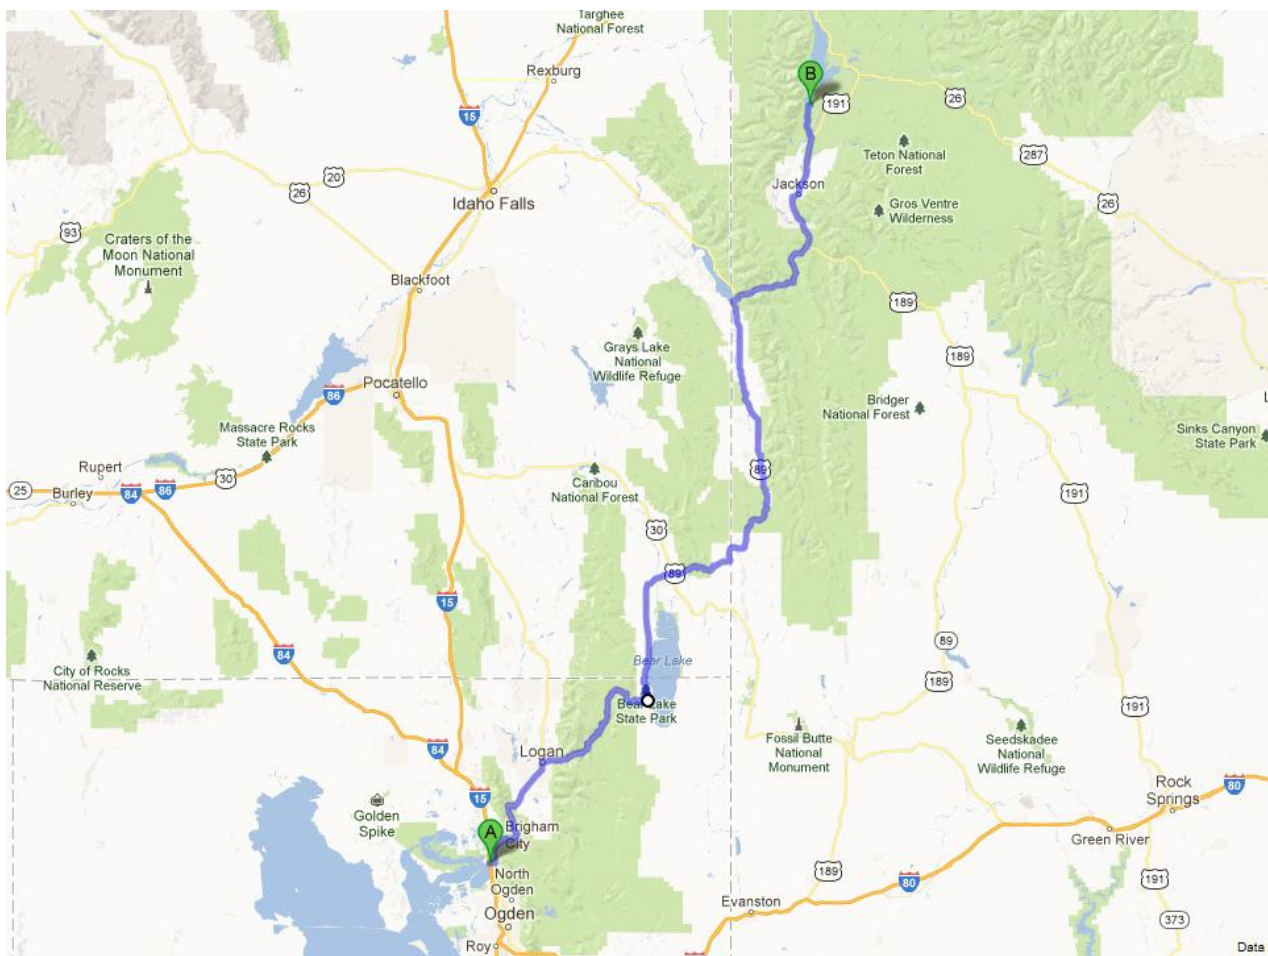 Targhee
National Forest
Rexburg
B
15
191
26
Teton National
Forest
287
20
26
Jackson
Idaho Falls
Gros Ventre
Wilderness
26
93
Craters of the
Moon National
Monument
Blackfoot
189
Grays Lake
National
Wildlife Refuge
189
Pocatello
86
Bridger
National Forest
Massacre Rocks
State Park
Sinks Canyon
State Park
L
Rupert
89
Caribou
National Forest
30
25
Burley
84
86
191
30
89
15
84
89
Bear Lake
City of Rocks
National Reserve
189
Bear Lake
State Park
191
Fossil Butte
National
Monument
Seedskadee
National
Wildlife Refuge
84
Logan
Rock
Springs
80
15
Golden
Spike
A
Brigham
City
Green River
North
Ogden
189
80
191
Evanston
Ogden
373
Roy
Data